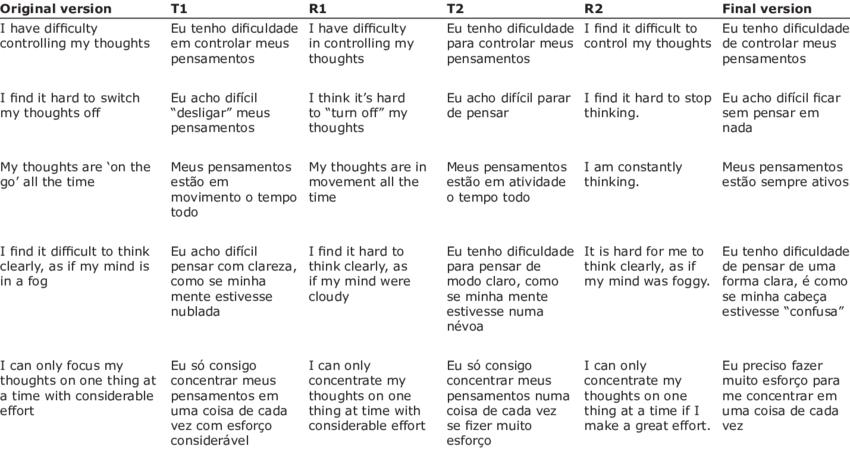 Original version T1 R1 T2 R2 Final version
I have difficulty
controlling my thoughts
Eu tenho dificuldade
em controlar meus
pensamentos
I have difficulty
in controlling my
thoughts
Eu tenho dificuldade
para controlar meus
pensamentos
I find it difficult to
control my thoughts
Eu tenho dificuldade
de controlar meus
pensamentos
I find it hard to switch
my thoughts off
Eu acho difícil
“desligar” meus
pensamentos
I think it’s hard
to “turn off” my
thoughts
Eu acho difícil parar
de pensar
I find it hard to stop
thinking.
Eu acho difícil ficar
sem pensar em
nada
My thoughts are ‘on the
go’ all the time
Meus pensamentos
estão em
movimento o tempo
todo
My thoughts are in
movement all the
time
Meus pensamentos
estão em atividade
o tempo todo
I am constantly
thinking.
Meus pensamentos
estão sempre ativos
I find it difficult to think
clearly, as if my mind is
in a fog
Eu acho difícil
pensar com clareza,
como se minha
mente estivesse
nublada
I find it hard to
think clearly, as
if my mind were
cloudy
Eu tenho dificuldade
para pensar de
modo claro, como
se minha mente
estivesse numa
névoa
It is hard for me to
think clearly, as if
my mind was foggy.
Eu tenho dificuldade
de pensar de uma
forma clara, é como
se minha cabeça
estivesse “confusa”
I can only focus my
thoughts on one thing at
a time with considerable
effort
Eu só consigo
concentrar meus
pensamentos em
uma coisa de cada
vez com esforço
considerável
I can only
concentrate my
thoughts on one
thing at time with
considerable effort
Eu só consigo
concentrar meus
pensamentos numa
coisa de cada vez
se fizer muito
esforço
I can only
concentrate my
thoughts on one
thing at a time if I
make a great effort.
Eu preciso fazer
muito esforço para
me concentrar em
uma coisa de cada
vez